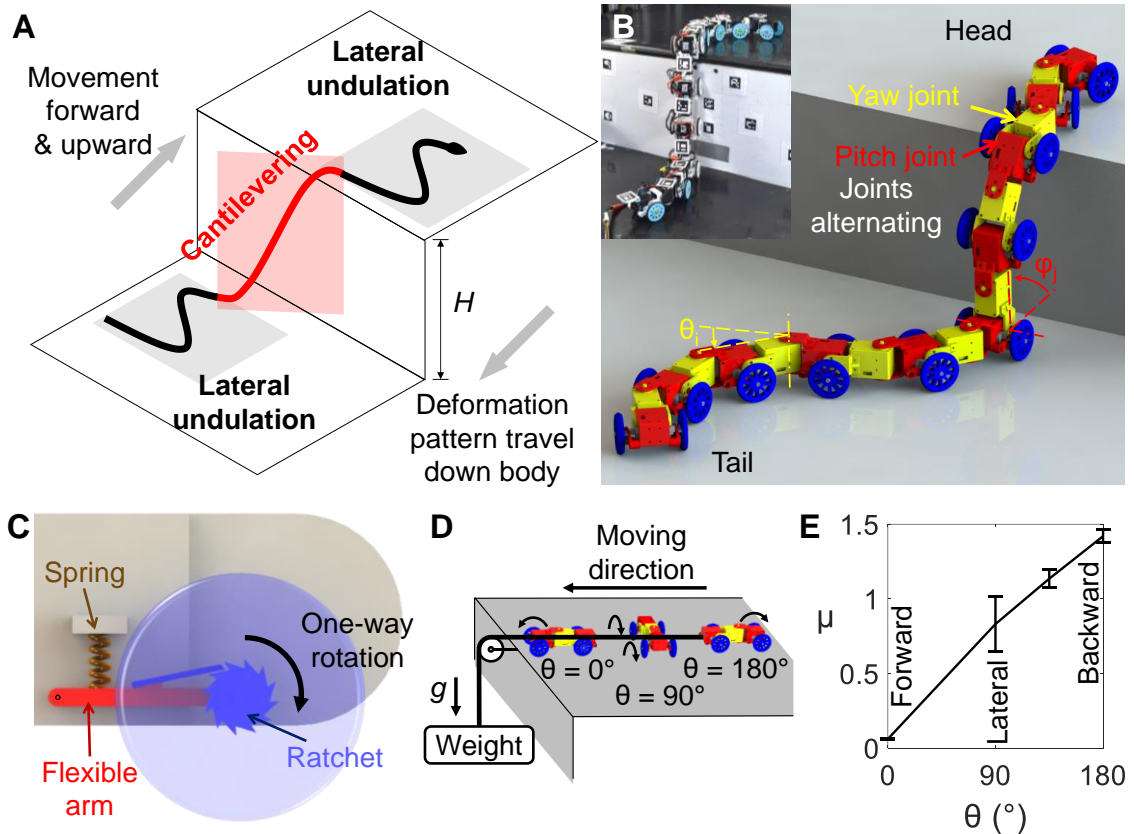 A
Lateral
undulation
Movement
forward
& upward
Cantilevering
H
Lateral
undulation
Deformation
pattern travel
down body
B
Head
Yaw joint
Pitch joint
Joints
alternating
φj
θi
Tail
C
Spring
One-way
rotation
Flexible
arm
Ratchet
D
Moving
direction
θ = 0°
θ = 90°
θ = 180°
g
Weight
E
1.5
1
0.5
0
μ
Forward
Lateral
Backward
0
90
180
θ (°)